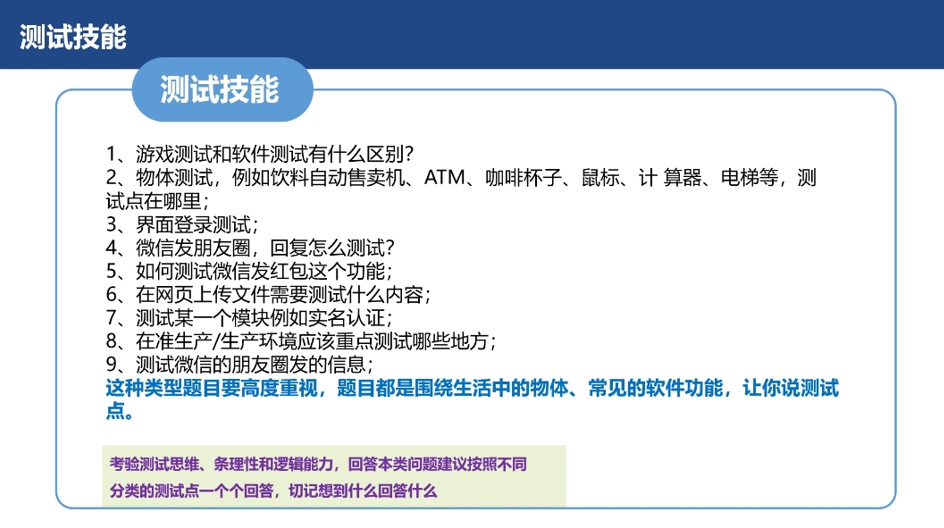 测试技能
测试技能
1、游戏测试和软件测试有什么区别？
2、物体测试，例如饮料自动售卖机、ATM、咖啡杯子、鼠标、计 算器、电梯等，测
试点在哪里；
3、界面登录测试；
4、微信发朋友圈，回复怎么测试？
5、如何测试微信发红包这个功能；
6、在网页上传文件需要测试什么内容；
7、测试某一个模块例如实名认证；
8、在准生产/生产环境应该重点测试哪些地方；
9、测试微信的朋友圈发的信息；
这种类型题目要高度重视，题目都是围绕生活中的物体、常见的软件功能，让你说测试
点。
考验测试思维、条理性和逻辑能力，回答本类问题建议按照不同
分类的测试点一个个回答，切记想到什么回答什么